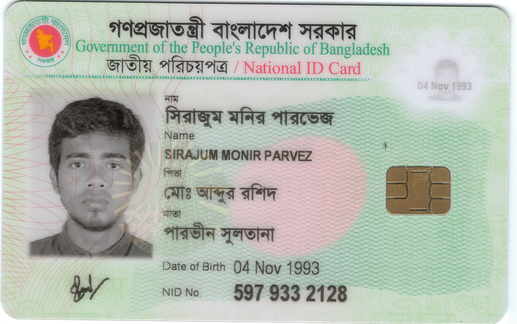 গণপ্রজাতন্ত্রী বাংলাদেশ সরকার
Government of the People's Republic of Bangladesh
জাতীয় পরিচয়পত্র / National ID Card
04 Nov 1993
নাম
সিরাজুম মনির পারভেজ
Name
SIRAJUM MONIR PARVEZ
পিতা
মোঃ আব্দুর রশিদ
মাতা
পারভীন সুলতানা
Date of Birth 04 Nov 1993
NID No 597 933 2128